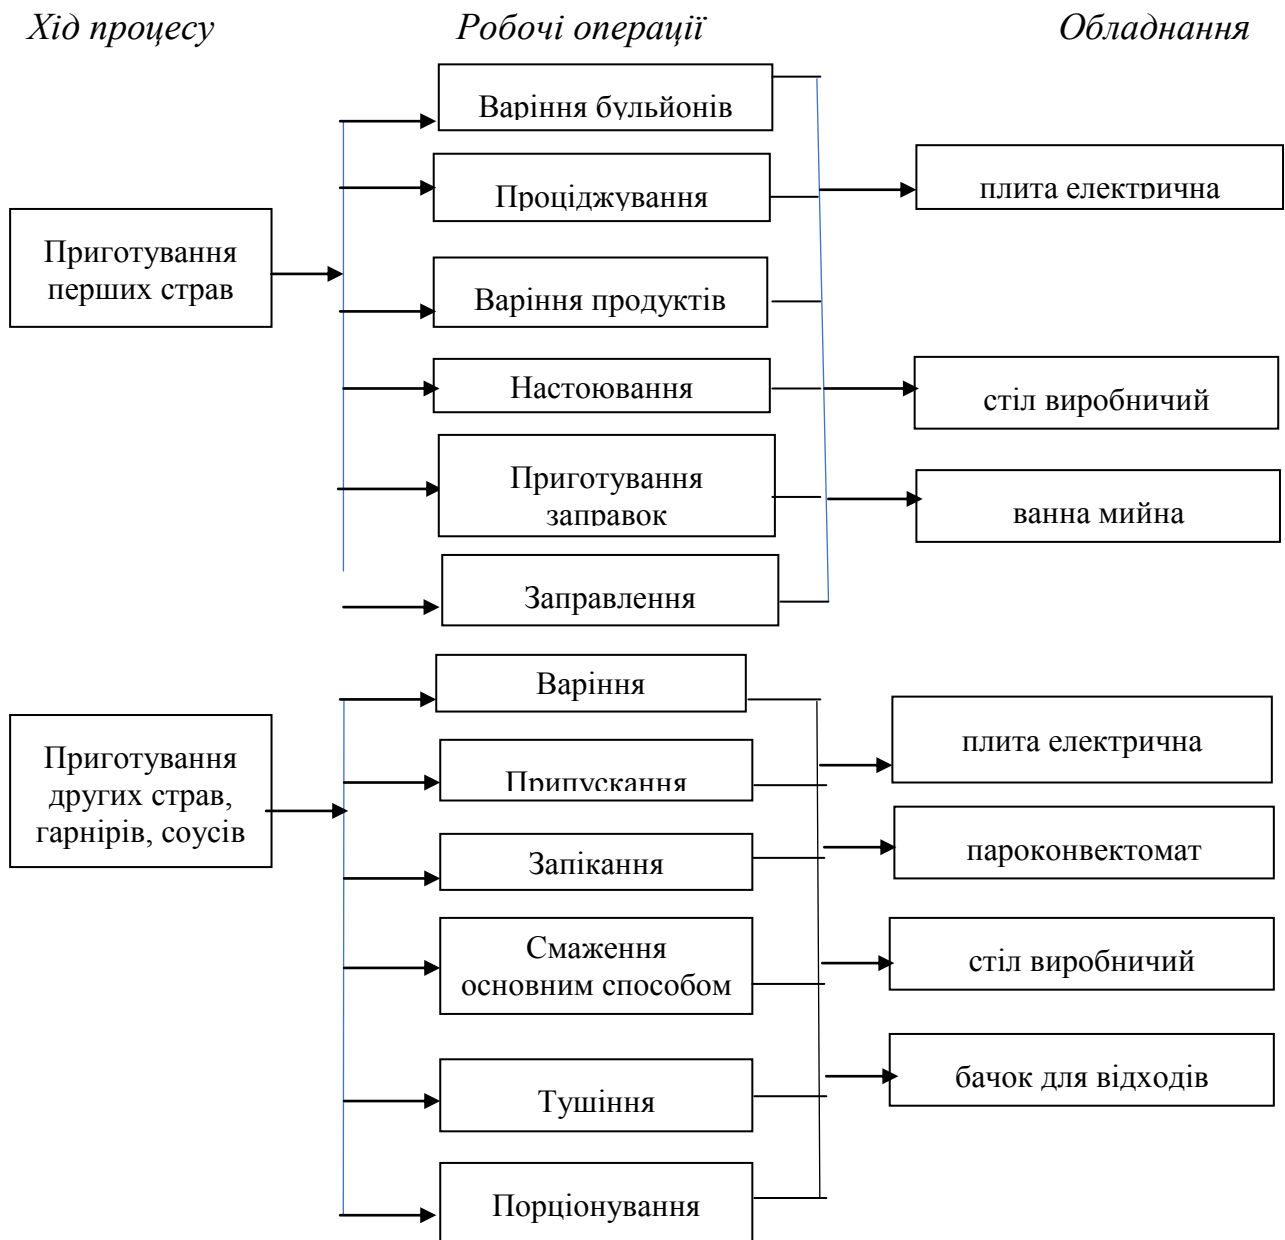 Хід процесу
Робочі операції
Обладнання
Приготування
перших страв
Варіння бульйонів
Проціджування
Варіння продуктів
Настоювання
Приготування
заправок
Заправлення
плита електрична
стіл виробничий
ванна мийна
Приготування
других страв,
гарнірів, соусів
Варіння
Припускання
Запікання
Смаження
основним способом
Тушіння
Порціонування
плита електрична
пароконвектомат
стіл виробничий
бачок для відходів